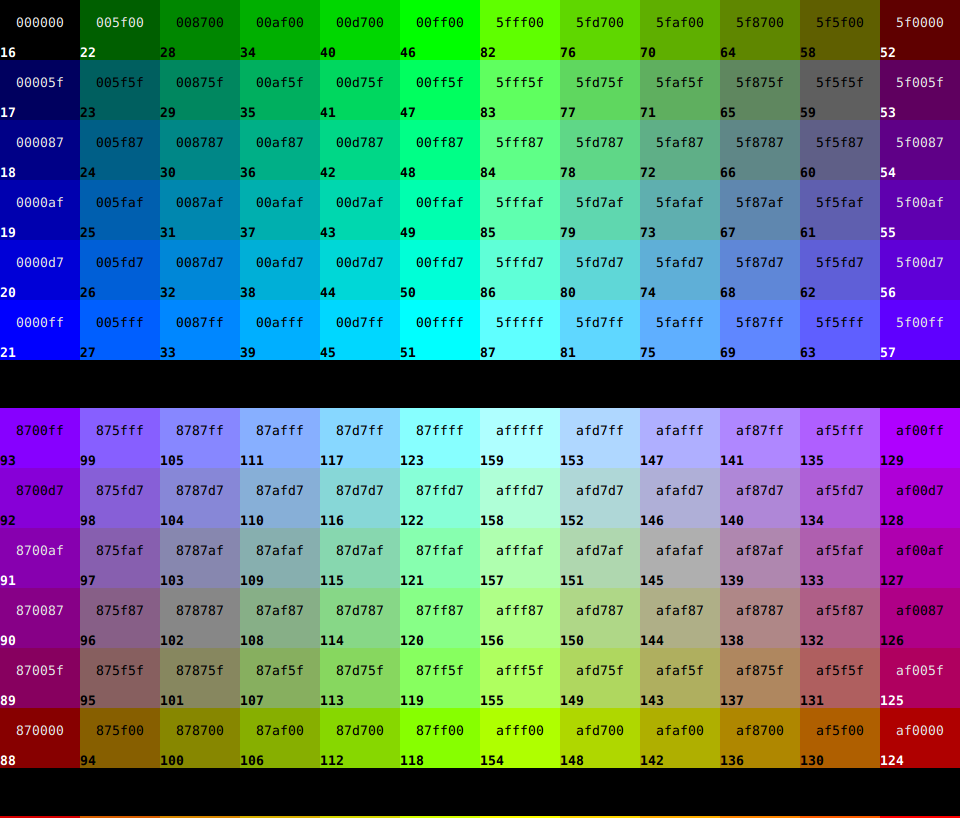 000000 005f00 008700 00af00 00d700 00ff00 5fff00 5fd700 5faf00 5f8700 5f5f00 5f0000
16 22 28 34 40 46 82 76 70 64 58 52
00005f 005f5f 00875f 00af5f 00d75f 00ff5f 5fff5f 5fd75f 5faf5f 5f875f 5f5f5f 5f005f
17 23 29 35 41 47 83 77 71 65 59 53
000087 005f87 008787 00af87 00d787 00ff87 5fff87 5fd787 5faf87 5f8787 5f5f87 5f0087
18 24 30 36 42 48 84 78 72 66 60 54
0000af 005faf 0087af 00afaf 00d7af 00ffaf 5fffaf 5fd7af 5fafaf 5f87af 5f5faf 5f00af
19 25 31 37 43 49 85 79 73 67 61 55
0000d7 005fd7 0087d7 00afd7 00d7d7 00ffd7 5fffd7 5fd7d7 5fafd7 5f87d7 5f5fd7 5f00d7
20 26 32 38 44 50 86 80 74 68 62 56
0000ff 005fff 0087ff 00afff 00d7ff 00ffff 5fffff 5fd7ff 5fafff 5f87ff 5f5fff 5f00ff
21 27 33 39 45 51 87 81 75 69 63 57
8700ff 875fff 8787ff 87afff 87d7ff 87ffff afffff afd7ff afafff af87ff af5fff af00ff
93 99 105 111 117 123 159 153 147 141 135 129
8700d7 875fd7 8787d7 87afd7 87d7d7 87ffd7 afffd7 afd7d7 afafd7 af87d7 af5fd7 af00d7
92 98 104 110 116 122 158 152 146 140 134 128
8700af 875faf 8787af 87afaf 87d7af 87ffaf afffaf afd7af afafaf af87af af5faf af00af
91 97 103 109 115 121 157 151 145 139 133 127
870087 875f87 878787 87af87 87d787 87ff87 afff87 afd787 afaf87 af8787 af5f87 af0087
90 96 102 108 114 120 156 150 144 138 132 126
87005f 875f5f 87875f 87af5f 87d75f 87ff5f afff5f afd75f afaf5f af875f af5f5f af005f
89 95 101 107 113 119 155 149 143 137 131 125
870000 875f00 878700 87af00 87d700 87ff00 afff00 afd700 afaf00 af8700 af5f00 af0000
88 94 100 106 112 118 154 148 142 136 130 124